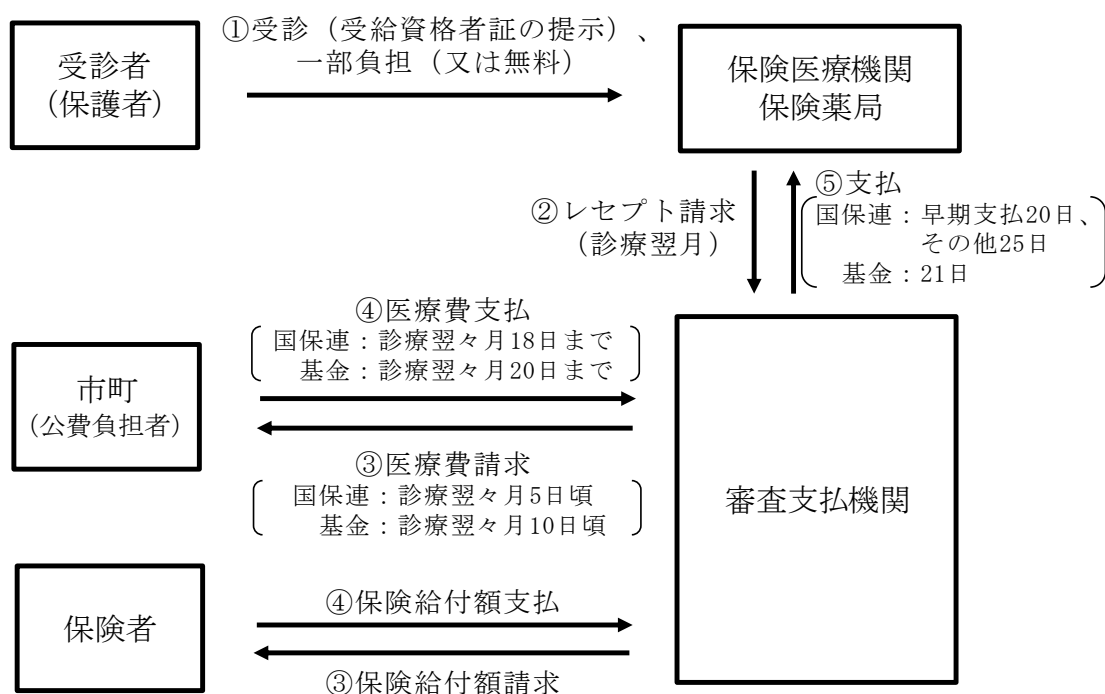 ①受診（受給資格者証の提示）、
一部負担（又は無料）
受診者
（保護者）
保険医療機関
保険薬局
②レセプト請求
（診療翌月）
⑤支払
国保連：早期支払20日、
その他25日
基金：21日
④医療費支払
国保連：診療翌々月18日まで
基金：診療翌々月20日まで
市町
（公費負担者）
③医療費請求
国保連：診療翌々月5日頃
基金：診療翌々月10日頃
審査支払機関
保険者
④保険給付額支払
③保険給付額請求